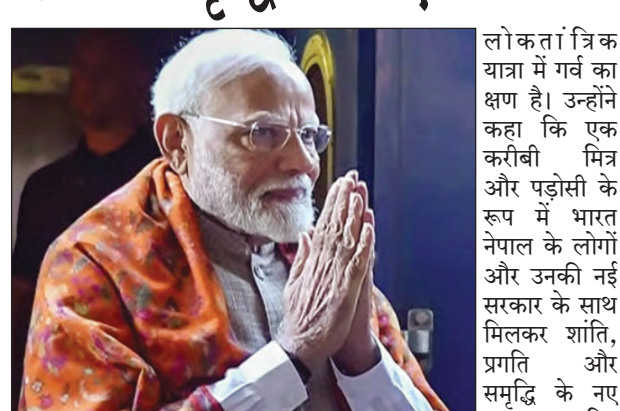 लोकतांत्रिक
यात्रा में गर्व का
क्षण है। उन्होंने
कहा कि एक
करीबी मित्र
और पड़ोसी के
रूप में भारत
नेपाल के लोगों
और उनकी नई
सरकार के साथ
मिलकर शांति,
प्रगति और
समृद्धि के नए